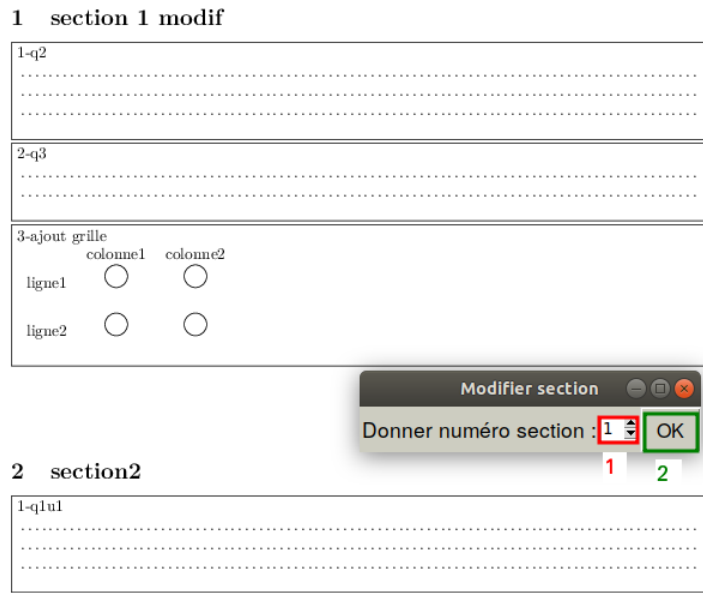 1 section 1 modif
1-q2
2-q3
3-ajout grille
colonne1 colonne2
ligne1
ligne2
Modifier section
Donner numéro section : 1 OK
1 2
2 section2
1-q1u1